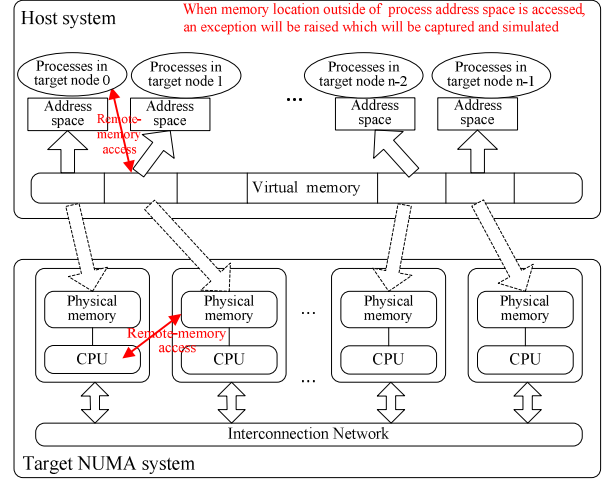 Host system
When memory location outside of process address space is accessed,
an exception will be raised which will be captured and simulated
Processes in
target node 0
Processes in
target node 1
Processes in
target node n-2
Processes in
target node n-1
...
Address
space
Address
space
Address
space
Address
space
Remote-
memory
access
Virtual memory
Physical
memory
Physical
memory
...
Physical
memory
Physical
memory
Remote-memory
access
CPU
CPU
...
CPU
CPU
Interconnection Network
Target NUMA system